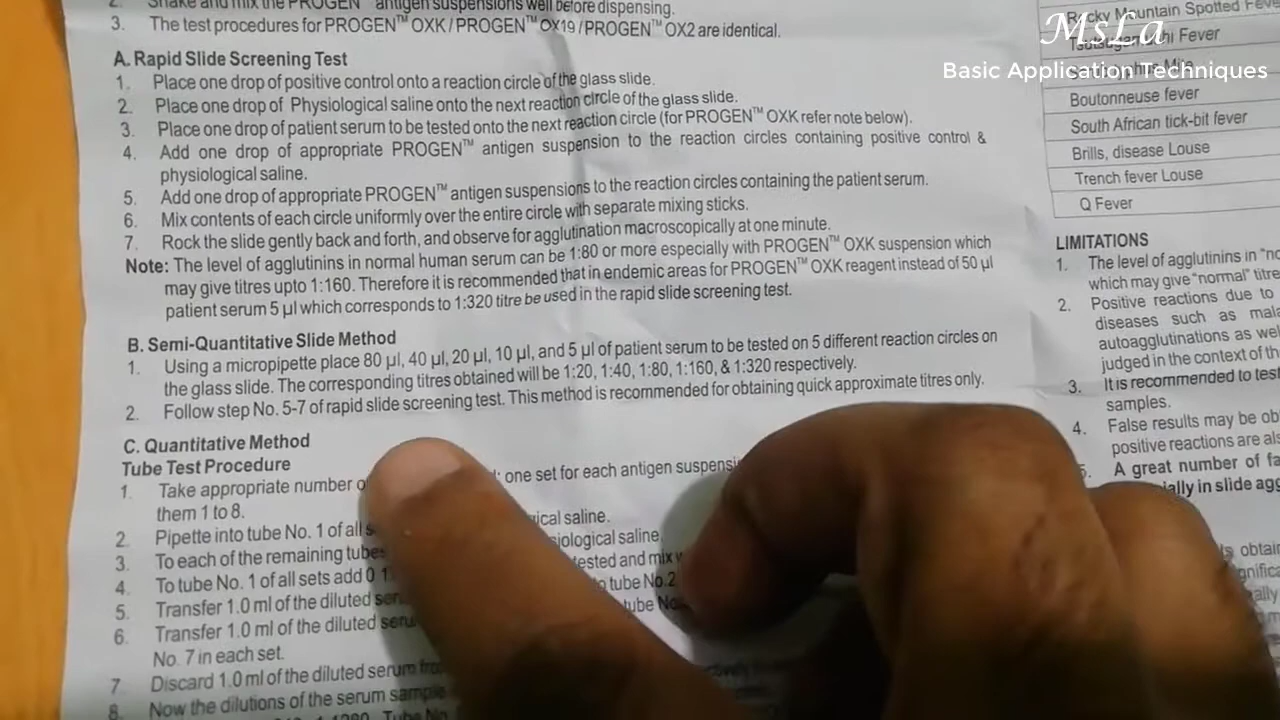 2. Shake and mix the PROGEN™ antigen suspensions well before dispensing.
3. The test procedures for PROGEN™ OXK / PROGEN™ OX19 / PROGEN™ OX2 are identical.
A. Rapid Slide Screening Test
1. Place one drop of positive control onto a reaction circle of the glass slide.
2. Place one drop of Physiological saline onto the next reaction circle of the glass slide.
3. Place one drop of patient serum to be tested onto the next reaction circle (for PROGEN™ OXK refer note below).
4. Add one drop of appropriate PROGEN™ antigen suspension to the reaction circles containing positive control &
physiological saline.
5. Add one drop of appropriate PROGEN™ antigen suspensions to the reaction circles containing the patient serum.
6. Mix contents of each circle uniformly over the entire circle with separate mixing sticks.
7. Rock the slide gently back and forth, and observe for agglutination macroscopically at one minute.
Note: The level of agglutinins in normal human serum can be 1:80 or more especially with PROGEN™ OXK suspension which
may give titres upto 1:160. Therefore it is recommended that in endemic areas for PROGEN™ OXK reagent instead of 50 µl
patient serum 5 µl which corresponds to 1:320 titre be used in the rapid slide screening test.
B. Semi-Quantitative Slide Method
1. Using a micropipette place 80 µl, 40 µl, 20 µl, 10 µl, and 5 µl of patient serum to be tested on 5 different reaction circles on
the glass slide. The corresponding titres obtained will be 1:20, 1:40, 1:80, 1:160, & 1:320 respectively.
2. Follow step No. 5-7 of rapid slide screening test. This method is recommended for obtaining quick approximate titres only.
C. Quantitative Method
Tube Test Procedure
1. Take appropriate number one set for each antigen
them 1 to 8.
2. Pipette into tube No. 1 of all saline.
3. To each of the remaining tubes saline.
4. To tube No. 1 of all sets add 0 1 tested and mix
5. Transfer 1.0 ml of the diluted tube No.2
6. Transfer 1.0 ml of the diluted tube
No. 7 in each set.
7 Discard 1.0 ml of the diluted serum
8. Now the dilutions of the serum sample
Tube No.
MsLa
Basic Application Techniques
Rocky Mountain Spotted
Fever
Boutonneuse fever
South African tick-bit fever
Brills, disease Louse
Trench fever Louse
Q Fever
LIMITATIONS
1. The level of agglutinins in
which may give "normal"
2. Positive reactions due to
diseases such as
autoagglutinations as
judged in the context of
3. It is recommended to test
samples.
4. False results may be
positive reactions are
5. A great number of
in slide